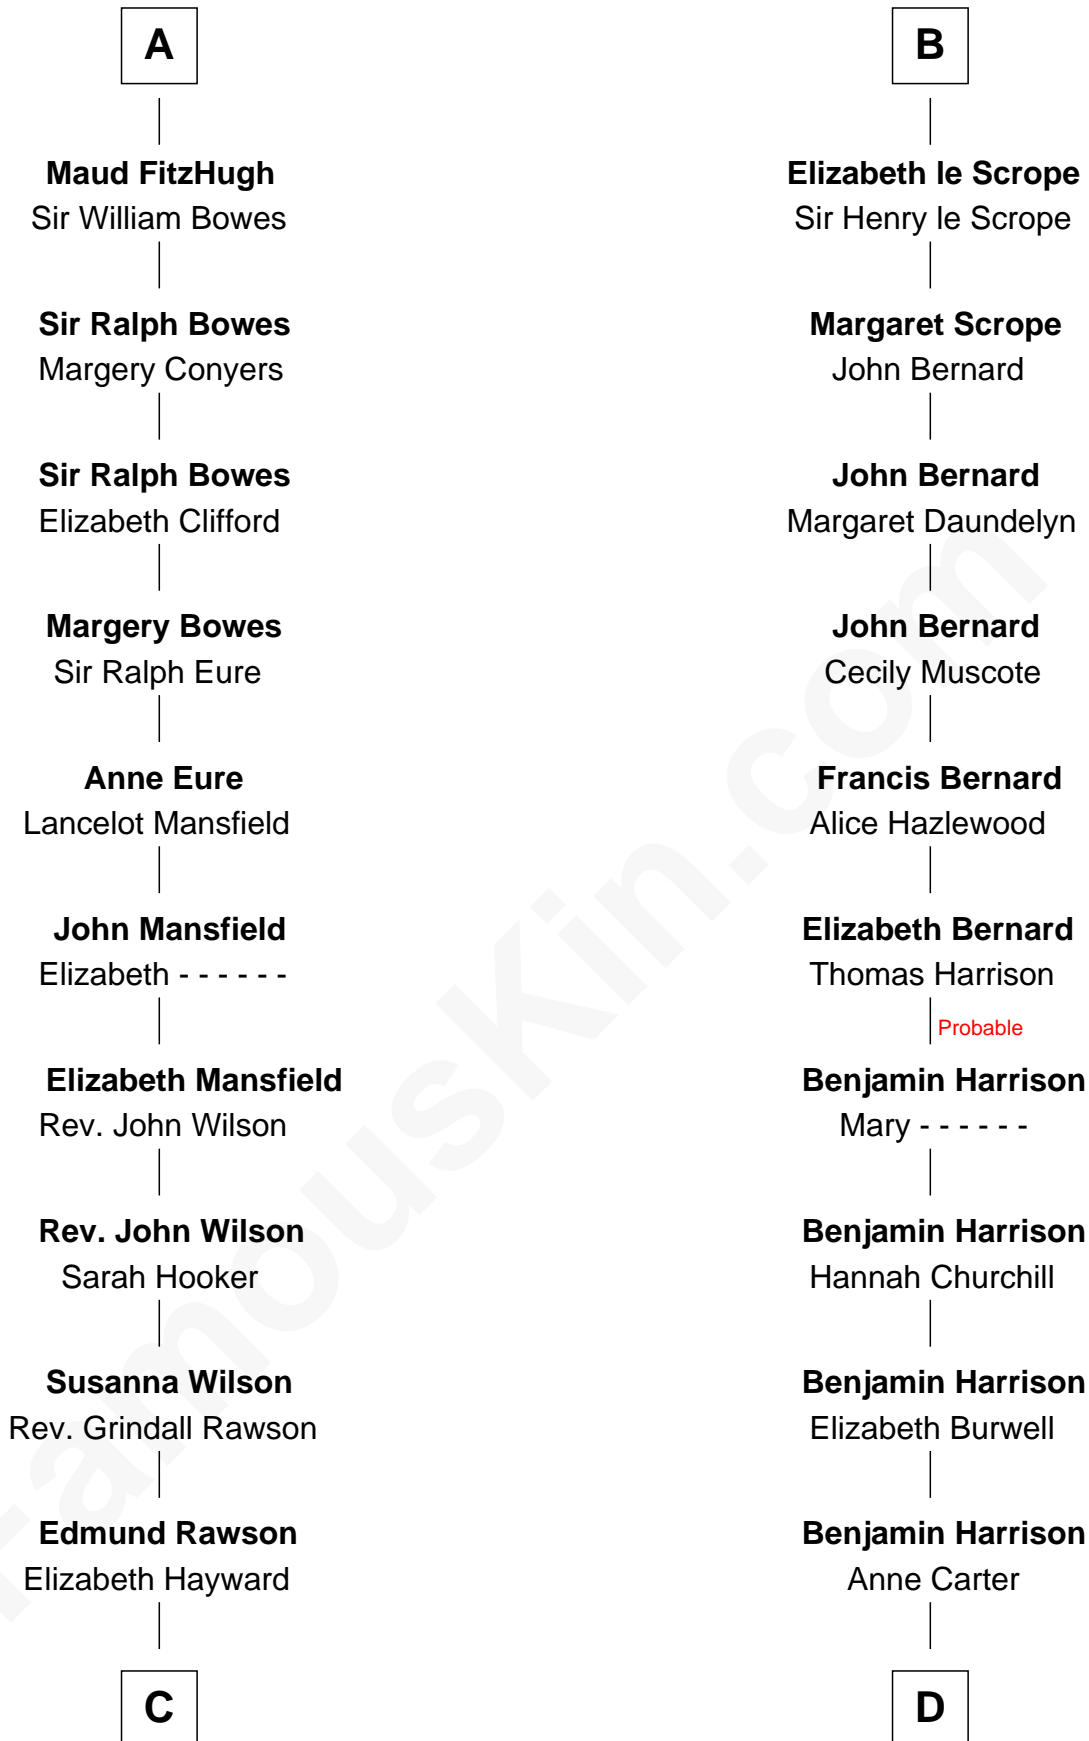 A
Maud FitzHugh
Sir William Bowes
Sir Ralph Bowes
Margery Conyers
Sir Ralph Bowes
Elizabeth Clifford
Margery Bowes
Sir Ralph Eure
Anne Eure
Lancelot Mansfield
John Mansfield
Elizabeth - - - - - -
Elizabeth Mansfield
Rev. John Wilson
Rev. John Wilson
Sarah Hooker
Susanna Wilson
Rev. Grindall Rawson
Edmund Rawson
Elizabeth Hayward
C
B
Elizabeth le Scrope
Sir Henry le Scrope
Margaret Scrope
John Bernard
John Bernard
Margaret Daundelyn
John Bernard
Cecily Muscote
Francis Bernard
Alice Hazlewood
Elizabeth Bernard
Thomas Harrison
Probable
Benjamin Harrison
Mary - - - - - -
Benjamin Harrison
Hannah Churchill
Benjamin Harrison
Elizabeth Burwell
Benjamin Harrison
Anne Carter
D
FamousKin.com